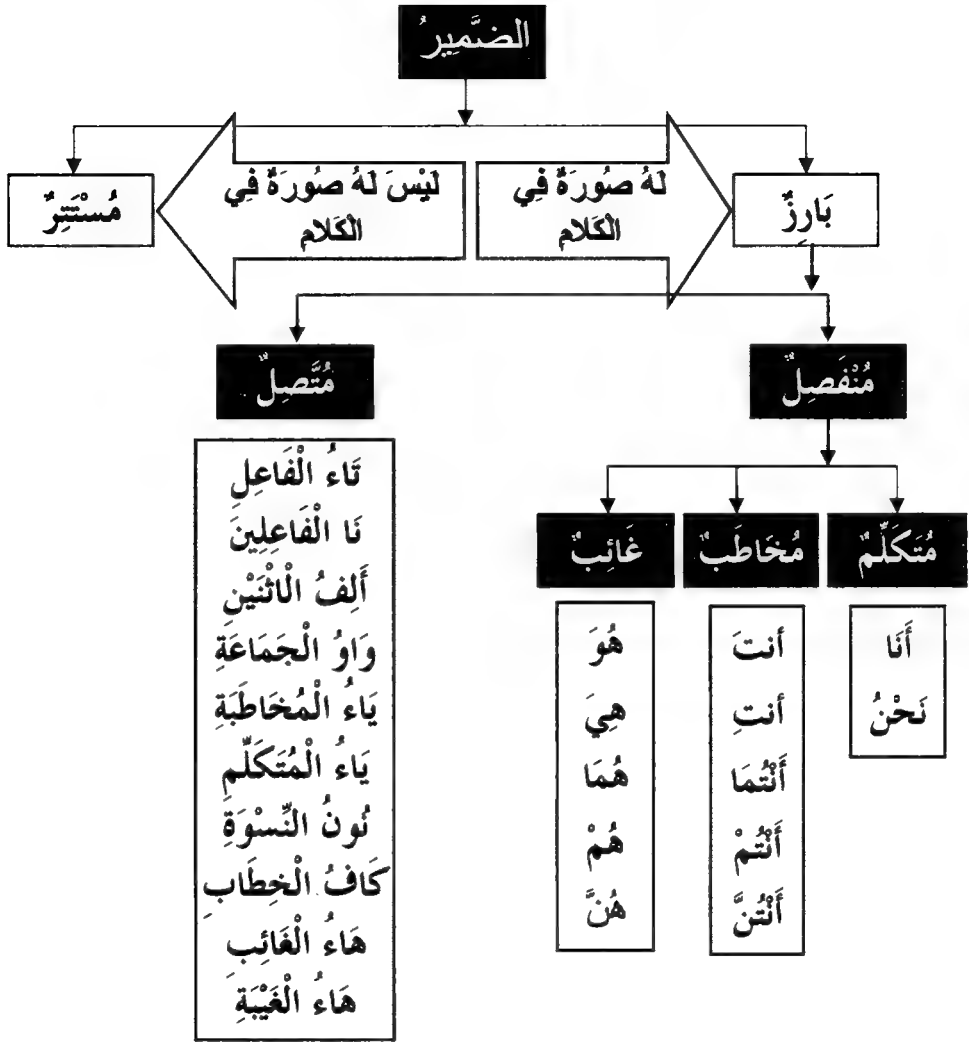 الضَّمِيرُ
بَارِزٌ
لَهُ صُورَةٌ فِي
الْكَلَام
لَيْسَ لَهُ صُورَةٌ فِي
الْكَلَام
مُسْتَتِرٌ
مُنْفَصِلٌ
مُتَّصِلٌ
مُتَكَلِّمٌ
مُخَاطَبٌ
غَائِبٌ
أَنَا
نَحْنُ
أنتَ
أنتِ
أَنْتُمَا
أَنْتُمْ
أَنْتُنَّ
هُوَ
هِيَ
هُمَا
هُمْ
هُنَّ
تَاءُ الْفَاعِلِ
نَا الْفَاعِلِينَ
أَلِفُ الْاثْنَيْنِ
وَاوُ الْجَمَاعَةِ
يَاءُ الْمُخَاطَبَةِ
يَاءُ الْمُتَكَلِّمِ
نُونُ النِّسْوَةِ
كَافُ الْخِطَابِ
هَاءُ الْغَائِبِ
هَاءُ الْغَيْبَةِ